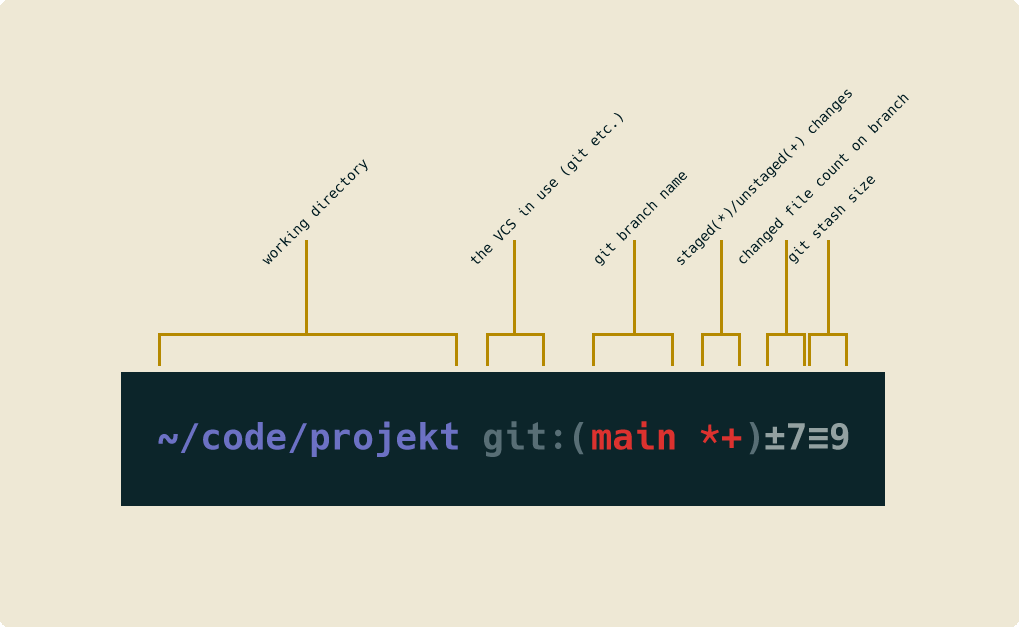 working directory
the VCS in use (git etc.)
git branch name
staged(*)/unstaged(+) changes
changed file count on branch
git stash size
~/code/projekt git:(main *+)±7≡9